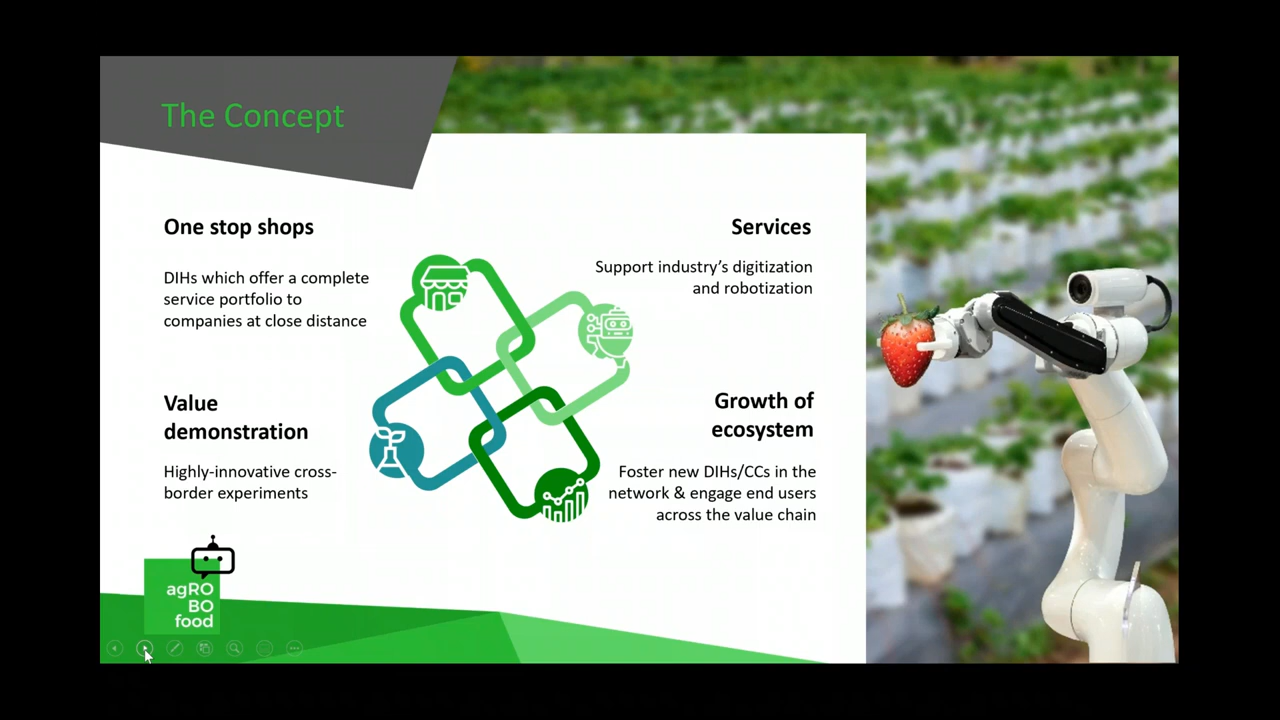 The Concept
One stop shops
DIHs which offer a complete
service portfolio to
companies at close distance
Services
Support industry's digitization
and robotization
Value
demonstration
Highly-innovative cross-
border experiments
Growth of
ecosystem
Foster new DIHs/CCs in the
network & engage end users
across the value chain
agRO
BO
food